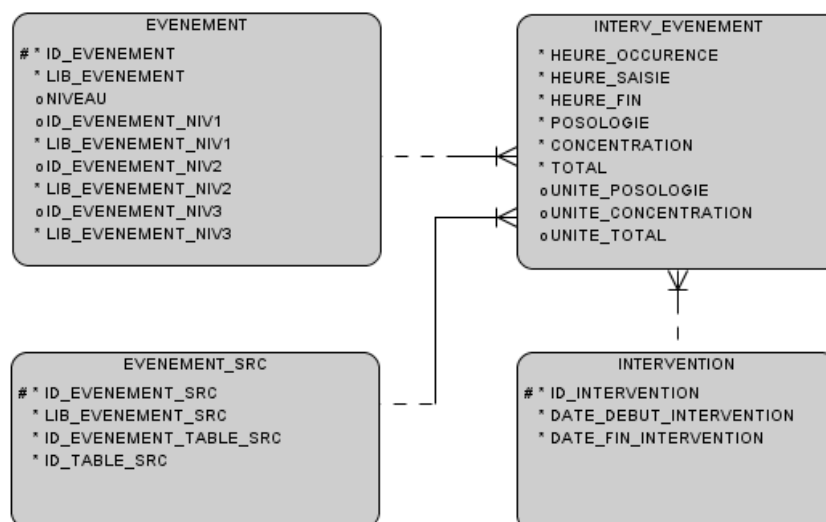 EVENEMENT
# * ID_EVENEMENT
* LIB_EVENEMENT
o NIVEAU
o ID_EVENEMENT_NIV1
* LIB_EVENEMENT_NIV1
o ID_EVENEMENT_NIV2
* LIB_EVENEMENT_NIV2
o ID_EVENEMENT_NIV3
* LIB_EVENEMENT_NIV3
INTERV_EVENEMENT
* HEURE_OCCURENCE
* HEURE_SAISIE
* HEURE_FIN
* POSOLOGIE
* CONCENTRATION
* TOTAL
o UNITE_POSOLOGIE
o UNITE_CONCENTRATION
o UNITE_TOTAL
EVENEMENT_SRC
# * ID_EVENEMENT_SRC
* LIB_EVENEMENT_SRC
* ID_EVENEMENT_TABLE_SRC
* ID_TABLE_SRC
INTERVENTION
# * ID_INTERVENTION
* DATE_DEBUT_INTERVENTION
* DATE_FIN_INTERVENTION